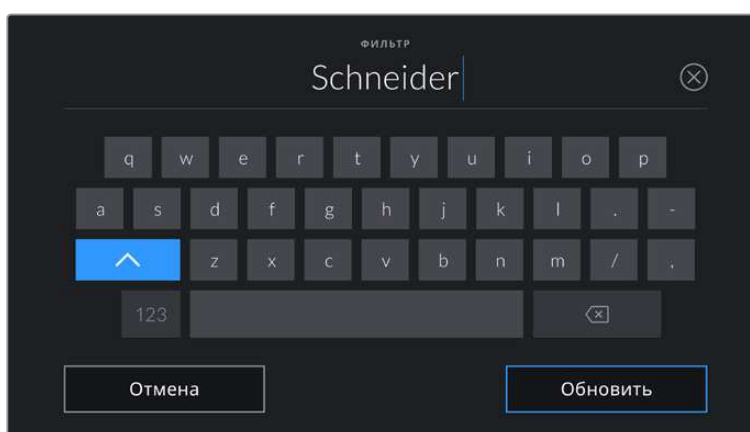 ФИЛЬТР
Schneider
q w e r t y u i o p
a s d f g h j k l . -
z x c v b n m / ,
123
Отмена Обновить